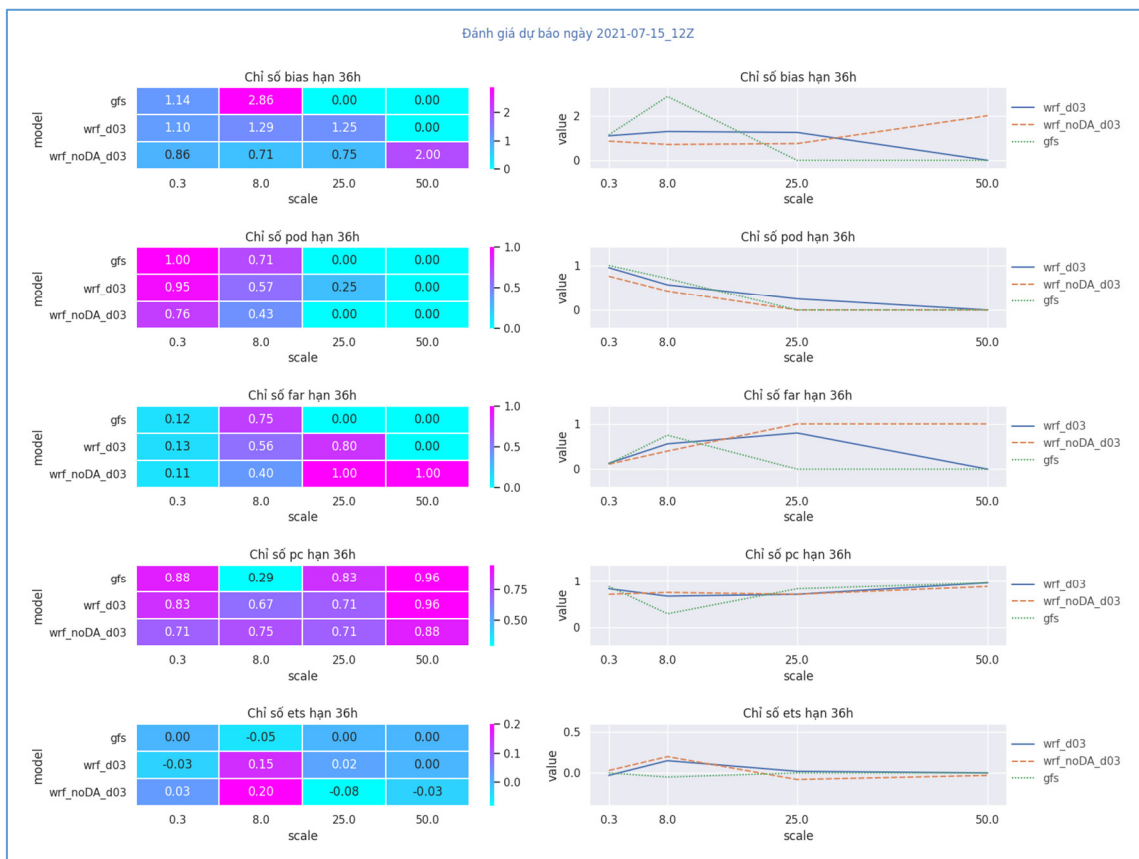 Đánh giá dự báo ngày 2021-07-15_12Z
Chỉ số bias hạn 36h
model
gfs 1.14 2.86 0.00 0.00
wrf_d03 1.10 1.29 1.25 0.00
wrf_noDA_d03 0.86 0.71 0.75 2.00
0.3 8.0 25.0 50.0
scale
2
1
0
Chỉ số bias hạn 36h
value
2
0
0.3 8.0 25.0 50.0
scale
wrf_d03
wrf_noDA_d03
gfs
Chỉ số pod hạn 36h
model
gfs 1.00 0.71 0.00 0.00
wrf_d03 0.95 0.57 0.25 0.00
wrf_noDA_d03 0.76 0.43 0.00 0.00
0.3 8.0 25.0 50.0
scale
1.0
0.5
0.0
Chỉ số pod hạn 36h
value
1
0
0.3 8.0 25.0 50.0
scale
wrf_d03
wrf_noDA_d03
gfs
Chỉ số far hạn 36h
model
gfs 0.12 0.75 0.00 0.00
wrf_d03 0.13 0.56 0.80 0.00
wrf_noDA_d03 0.11 0.40 1.00 1.00
0.3 8.0 25.0 50.0
scale
1.0
0.5
0.0
Chỉ số far hạn 36h
value
1
0
0.3 8.0 25.0 50.0
scale
wrf_d03
wrf_noDA_d03
gfs
Chỉ số pc hạn 36h
model
gfs 0.88 0.29 0.83 0.96
wrf_d03 0.83 0.67 0.71 0.96
wrf_noDA_d03 0.71 0.75 0.71 0.88
0.3 8.0 25.0 50.0
scale
0.75
0.50
Chỉ số pc hạn 36h
value
1
0
0.3 8.0 25.0 50.0
scale
wrf_d03
wrf_noDA_d03
gfs
Chỉ số ets hạn 36h
model
gfs 0.00 -0.05 0.00 0.00
wrf_d03 -0.03 0.15 0.02 0.00
wrf_noDA_d03 0.03 0.20 -0.08 -0.03
0.3 8.0 25.0 50.0
scale
0.2
0.1
0.0
Chỉ số ets hạn 36h
value
0.5
0.0
0.3 8.0 25.0 50.0
scale
wrf_d03
wrf_noDA_d03
gfs